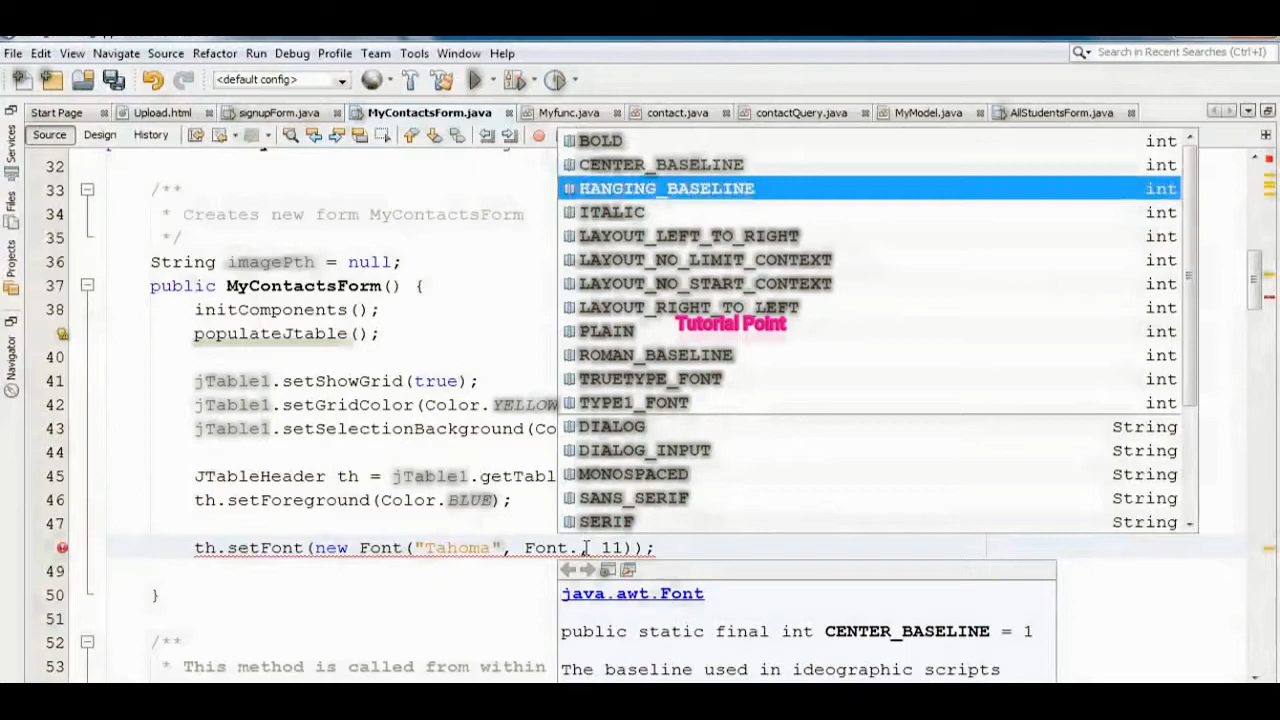 File Edit View Navigate Source Refactor Run Debug Profile Team Tools Window Help
Search in Recent Searches (Ctrl+I)
<default config>
Start Page Upload.html signupForm.java MyContactsForm.java Myfunc.java contact.java contactQuery.java MyModel.java AllStudentsForm.java
Source Design History
Services
Files
Projects
Navigator
32
33 /**
34 * Creates new form MyContactsForm
35 */
36 String imagePth = null;
37 public MyContactsForm() {
38 initComponents();
populateJtable();
40
41 jTable1.setShowGrid(true);
42 jTable1.setGridColor(Color.YELLOW
43 jTable1.setSelectionBackground(Co
44
45 JTableHeader th = jTable1.getTabl
46 th.setForeground(Color.BLUE);
47
th.setFont(new Font("Tahoma", Font., 11));
49
50 }
51
52 /**
53 * This method is called from within
BOLD int
CENTER_BASELINE int
HANGING_BASELINE int
ITALIC int
LAYOUT_LEFT_TO_RIGHT int
LAYOUT_NO_LIMIT_CONTEXT int
LAYOUT_NO_START_CONTEXT int
LAYOUT_RIGHT_TO_LEFT int
Tutorial Point
PLAIN int
ROMAN_BASELINE int
TRUETYPE_FONT int
TYPE1_FONT int
DIALOG String
DIALOG_INPUT String
MONOSPACED String
SANS_SERIF String
SERIF String
java.awt.Font
public static final int CENTER_BASELINE = 1
The baseline used in ideographic scripts